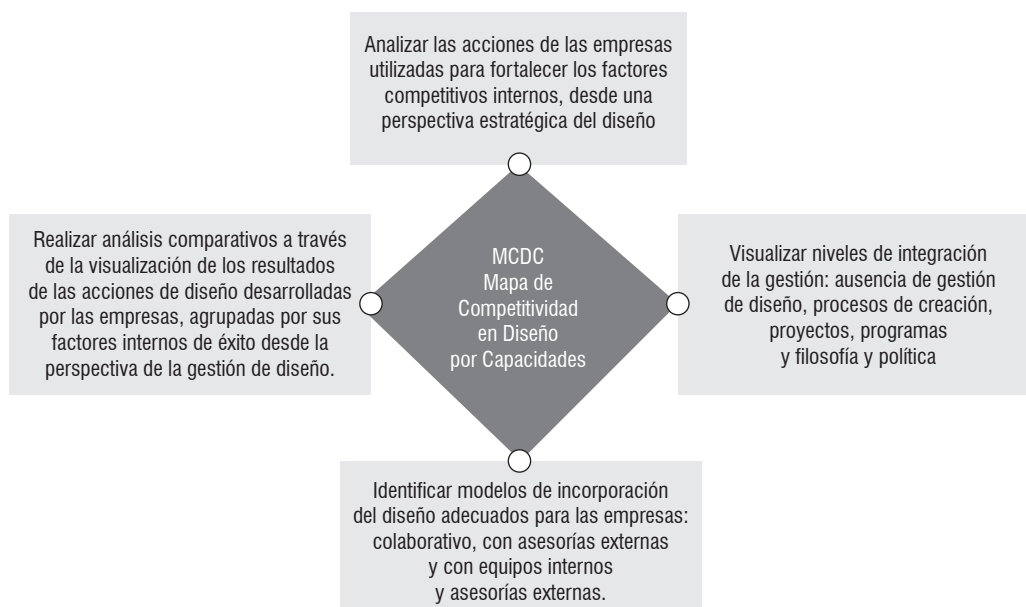 Analizar las acciones de las empresas
utilizadas para fortalecer los factores
competitivos internos, desde una
perspectiva estratégica del diseño
Realizar análisis comparativos a través
de la visualización de los resultados
de las acciones de diseño desarrolladas
por las empresas, agrupadas por sus
factores internos de éxito desde la
perspectiva de la gestión de diseño.
MCDC
Mapa de
Competitividad
en Diseño
por Capacidades
Visualizar niveles de integración
de la gestión: ausencia de gestión
de diseño, procesos de creación,
proyectos, programas
y filosofía y política
Identificar modelos de incorporación
del diseño adecuados para las empresas:
colaborativo, con asesorías externas
y con equipos internos
y asesorías externas.